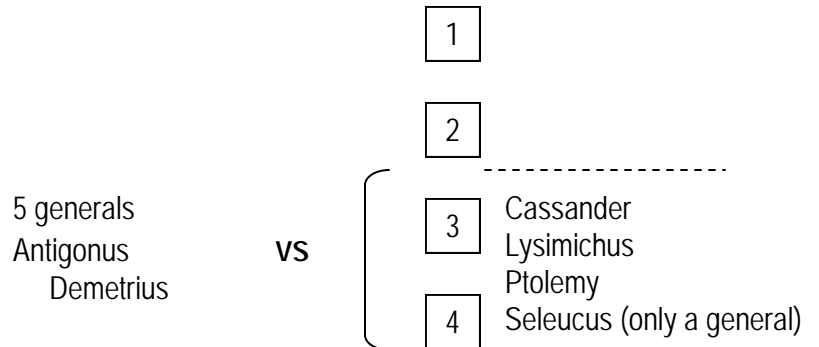 1
2
5 generals
Antigonus
Demetrius
vs
3
4
Cassander
Lysimichus
Ptolemy
Seleucus (only a general)